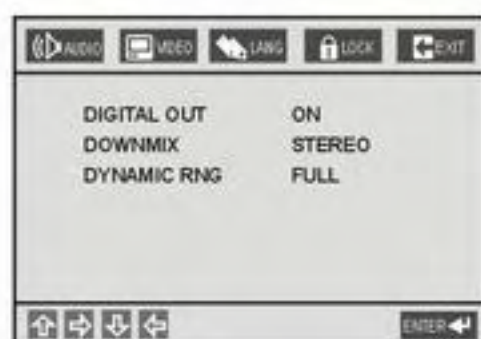 AUDIO VIDEO LANG LOCK EXIT
DIGITAL OUT ON
DOWNMIX STEREO
DYNAMIC RNG FULL
ENTER